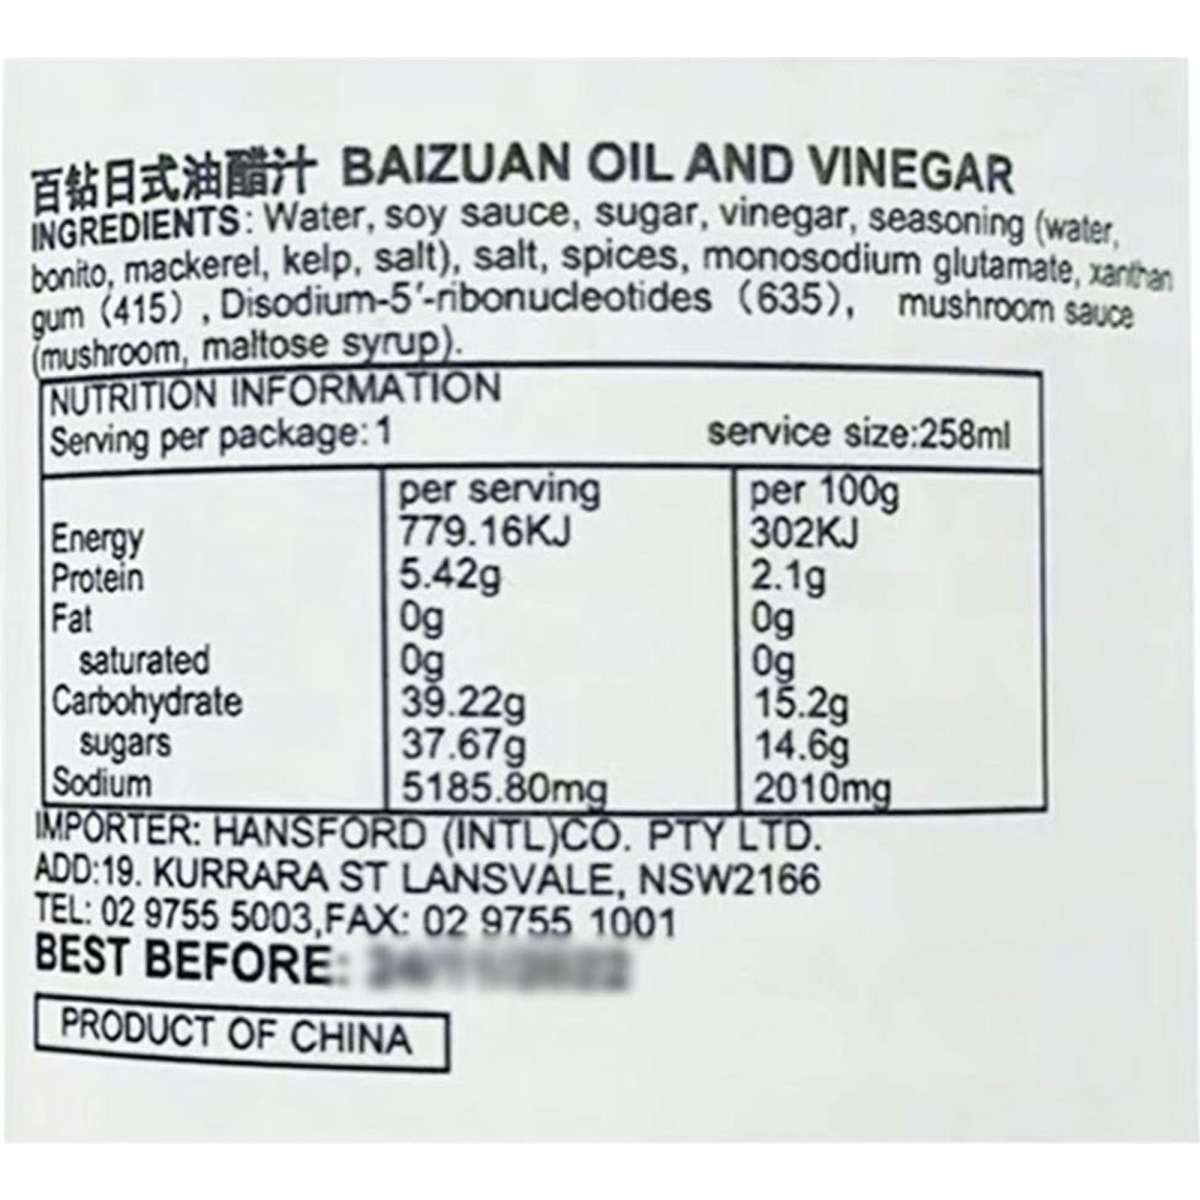 百钻日式油醋汁 BAIZUAN OIL AND VINEGAR
INGREDIENTS: Water, soy sauce, sugar, vinegar, seasoning (water,
bonito, mackerel, kelp, salt), salt, spices, monosodium glutamate, xanthan
gum (415), Disodium-5'-ribonucleotides (635), mushroom sauce
(mushroom, maltose syrup).
NUTRITION INFORMATION
Serving per package: 1 service size:258ml
per serving per 100g
Energy 779.16KJ 302KJ
Protein 5.42g 2.1g
Fat 0g 0g
saturated 0g 0g
Carbohydrate 39.22g 15.2g
sugars 37.67g 14.6g
Sodium 5185.80mg 2010mg
IMPORTER: HANSFORD (INTL)CO. PTY LTD.
ADD:19. KURRARA ST LANSVALE, NSW2166
TEL: 02 9755 5003,FAX: 02 9755 1001
BEST BEFORE:
PRODUCT OF CHINA